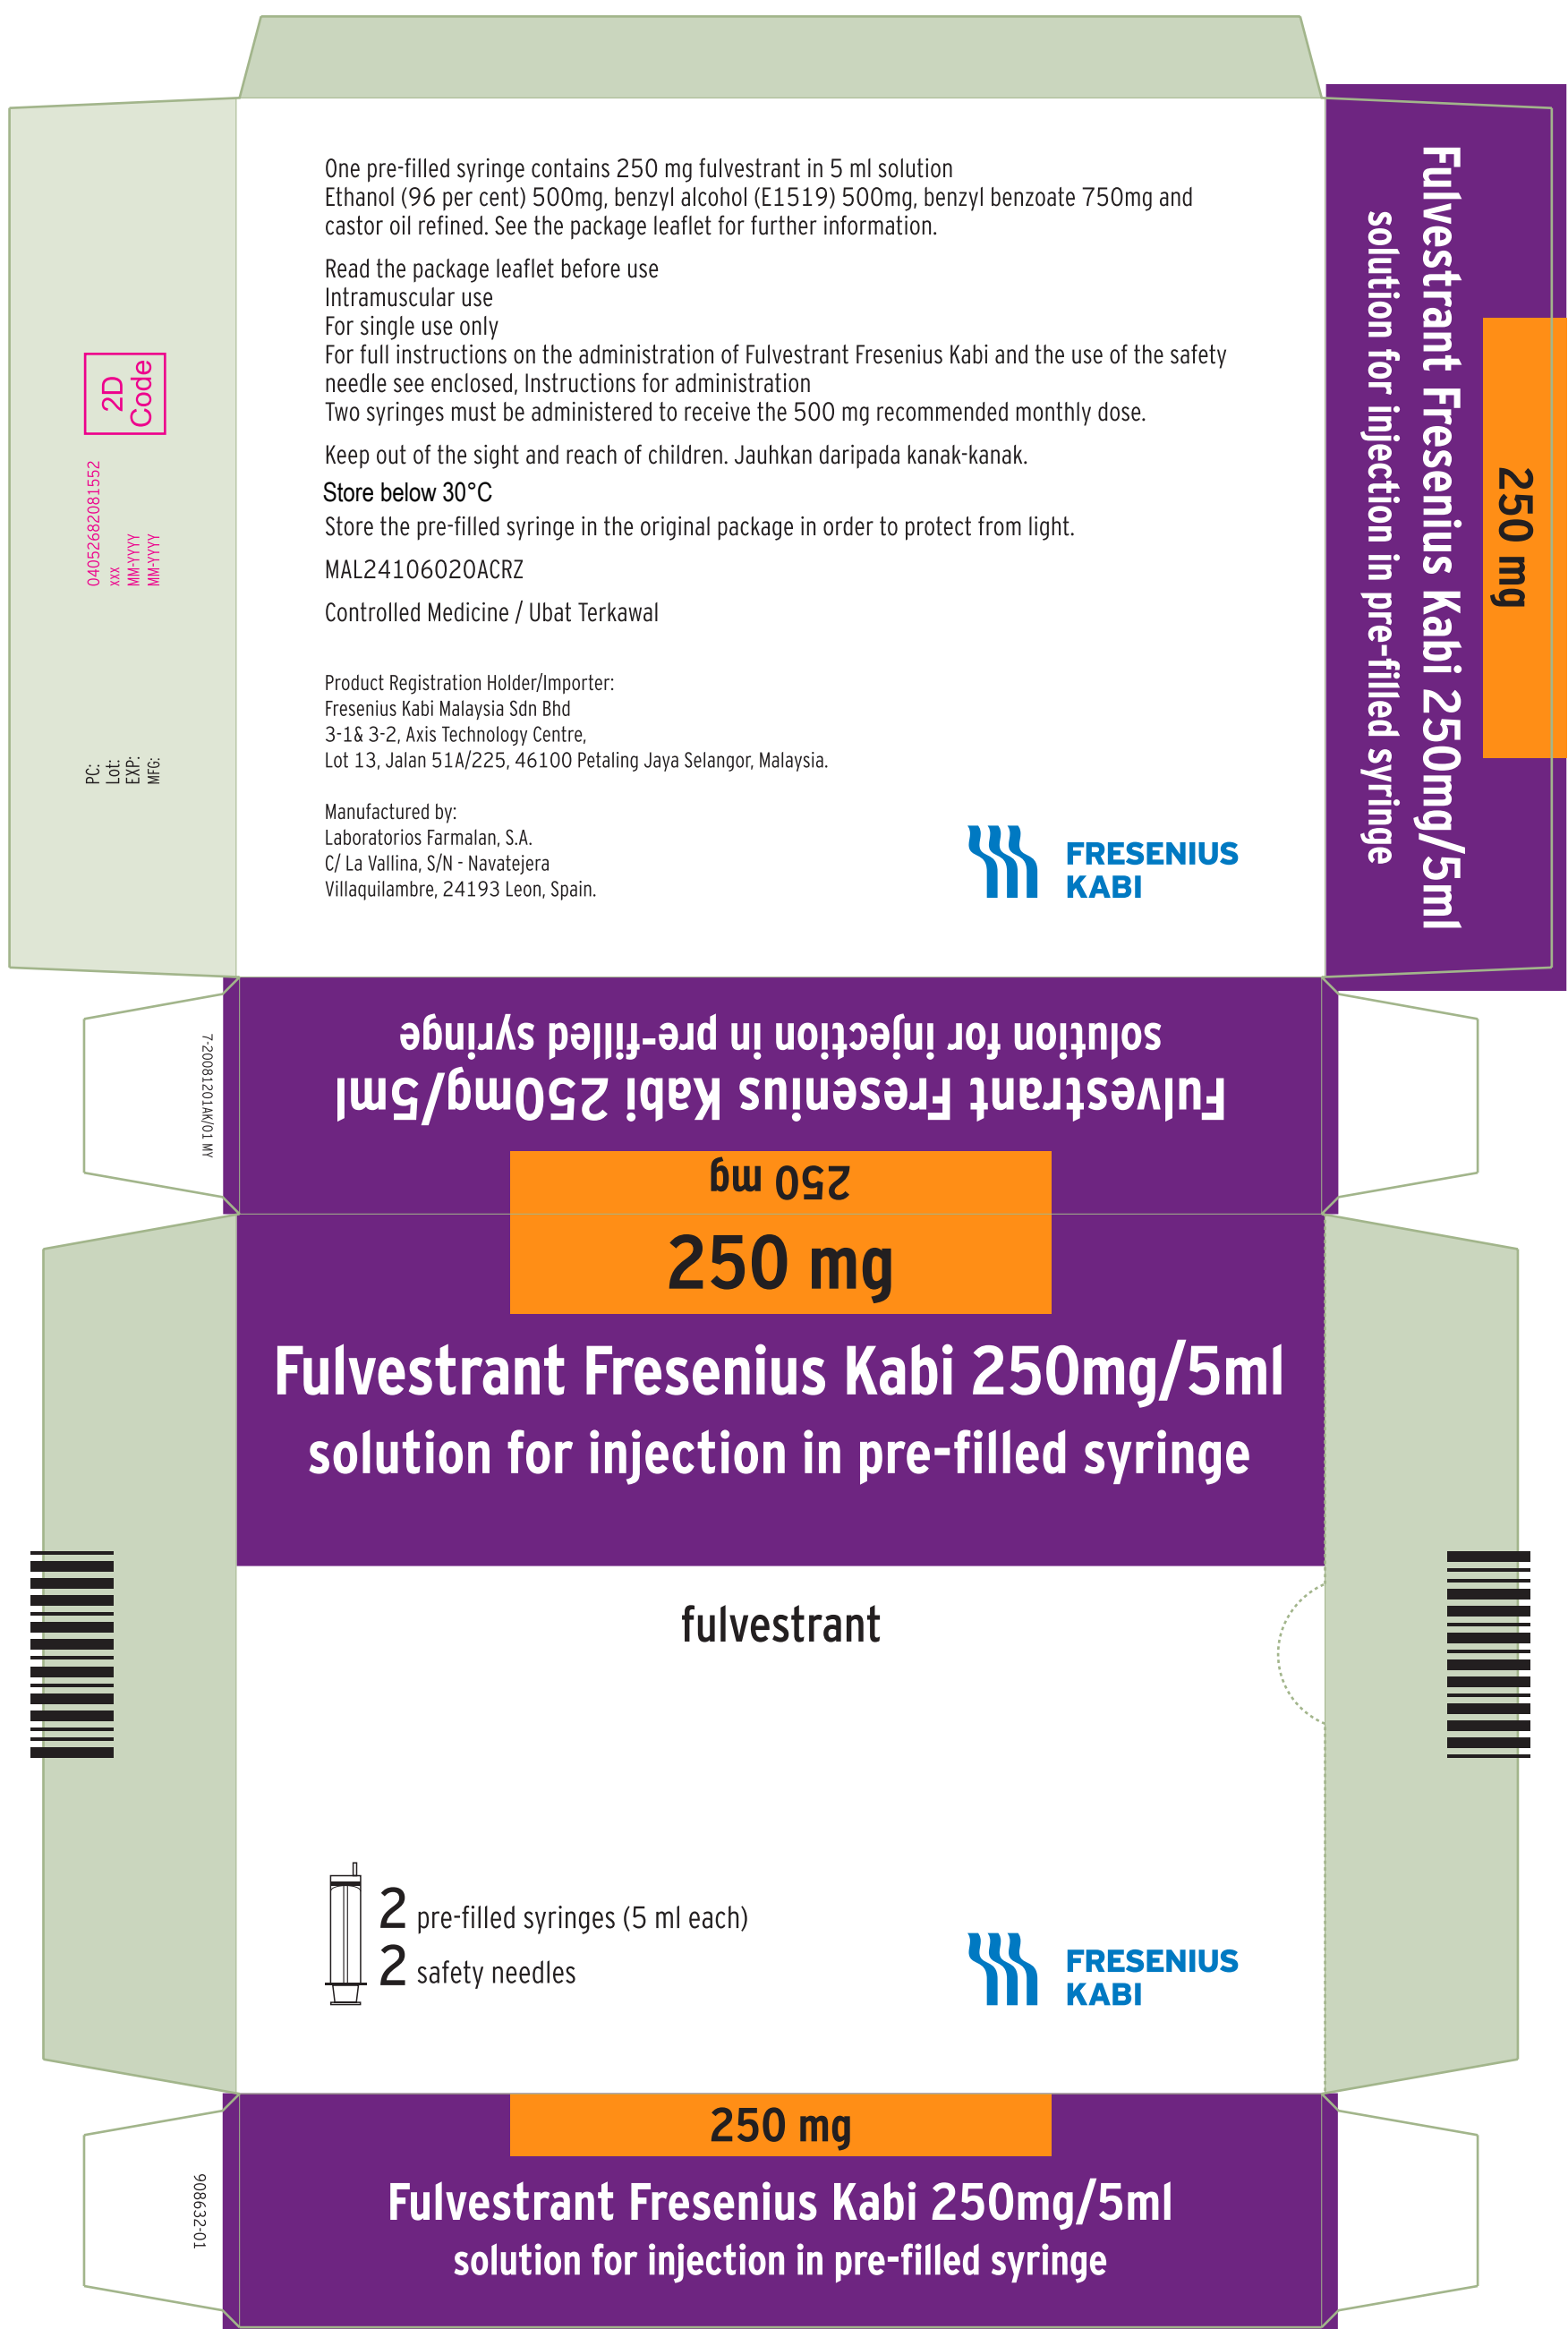 One pre-filled syringe contains 250 mg fulvestrant in 5 ml solution
Ethanol (96 per cent) 500mg, benzyl alcohol (E1519) 500mg, benzyl benzoate 750mg and
castor oil refined. See the package leaflet for further information.
Read the package leaflet before use
Intramuscular use
For single use only
For full instructions on the administration of Fulvestrant Fresenius Kabi and the use of the safety
needle see enclosed, Instructions for administration
Two syringes must be administered to receive the 500 mg recommended monthly dose.
Keep out of the sight and reach of children. Jauhkan daripada kanak-kanak.
Store below 30°C
Store the pre-filled syringe in the original package in order to protect from light.
MAL24106020ACRZ
Controlled Medicine / Ubat Terkawal
Product Registration Holder/Importer:
Fresenius Kabi Malaysia Sdn Bhd
3-1& 3-2, Axis Technology Centre,
Lot 13, Jalan 51A/225, 46100 Petaling Jaya Selangor, Malaysia.
Manufactured by:
Laboratorios Farmalan, S.A.
C/ La Vallina, S/N - Navatejera
Villaquilambre, 24193 Leon, Spain.
FRESENIUS
KABI
2D
Code
PC: 04052682081552
Lot: XXX
EXP: MM-YYYY
MFG: MM-YYYY
250 mg
Fulvestrant Fresenius Kabi 250mg/5ml
solution for injection in pre-filled syringe
7-20081201AK/01 MY
250 mg
Fulvestrant Fresenius Kabi 250mg/5ml
solution for injection in pre-filled syringe
250 mg
Fulvestrant Fresenius Kabi 250mg/5ml
solution for injection in pre-filled syringe
fulvestrant
2 pre-filled syringes (5 ml each)
2 safety needles
FRESENIUS
KABI
250 mg
Fulvestrant Fresenius Kabi 250mg/5ml
solution for injection in pre-filled syringe
908632-01